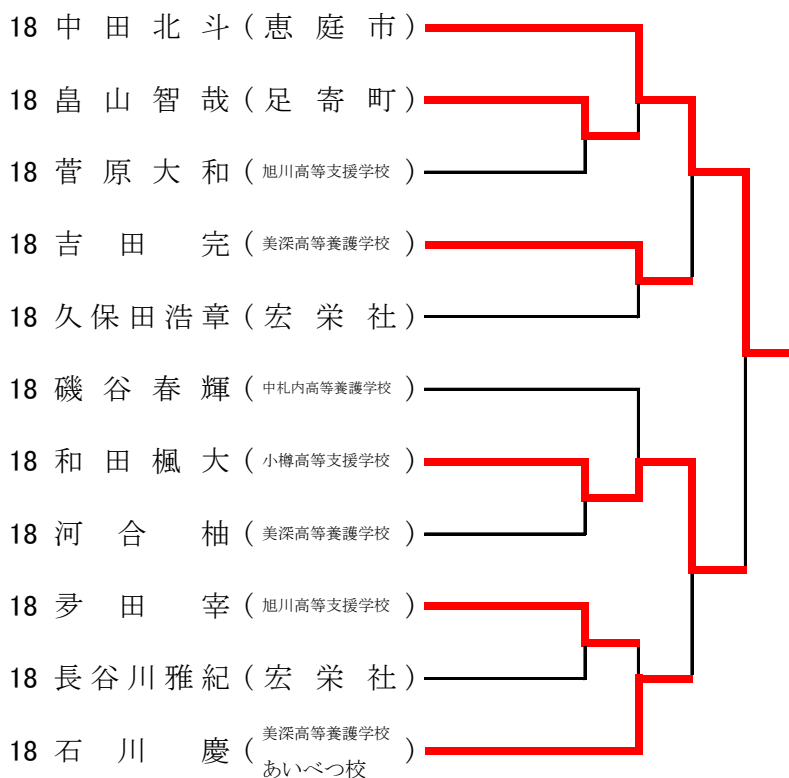 18 中田北斗(恵庭市)
18 畠山智哉(足寄町)
18 菅原大和(旭川高等支援学校)
18 吉田完(美深高等養護学校)
18 久保田浩章(宏栄社)
18 磯谷春輝(中札内高等養護学校)
18 和田楓大(小樽高等支援学校)
18 河合柚(美深高等養護学校)
18 夛田宰(旭川高等支援学校)
18 長谷川雅紀(宏栄社)
18 石川慶(美深高等養護学校
あいべつ校)